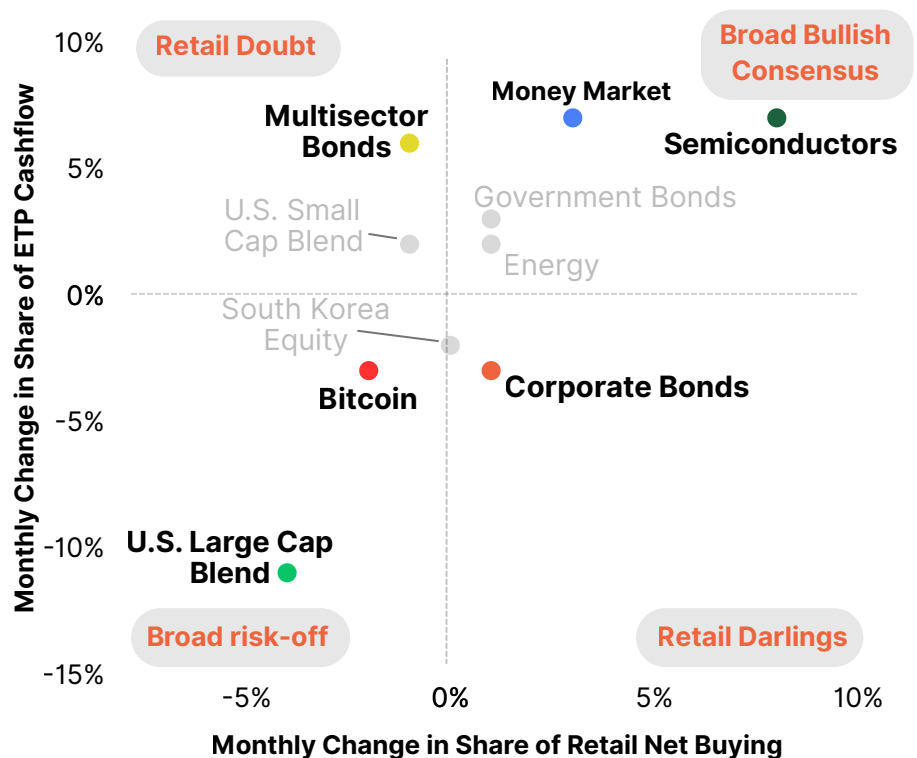 10%
Retail Doubt
Broad Bullish
Consensus
Money Market
Multisector
Bonds
Semiconductors
5%
Government Bonds
U.S. Small
Cap Blend
Energy
0%
South Korea
Equity
Bitcoin
Corporate Bonds
-5%
U.S. Large Cap
Blend
-10%
Broad risk-off
Retail Darlings
-15%
-5%
0%
5%
10%
Monthly Change in Share of Retail Net Buying
Monthly Change in Share of ETP Cashflow